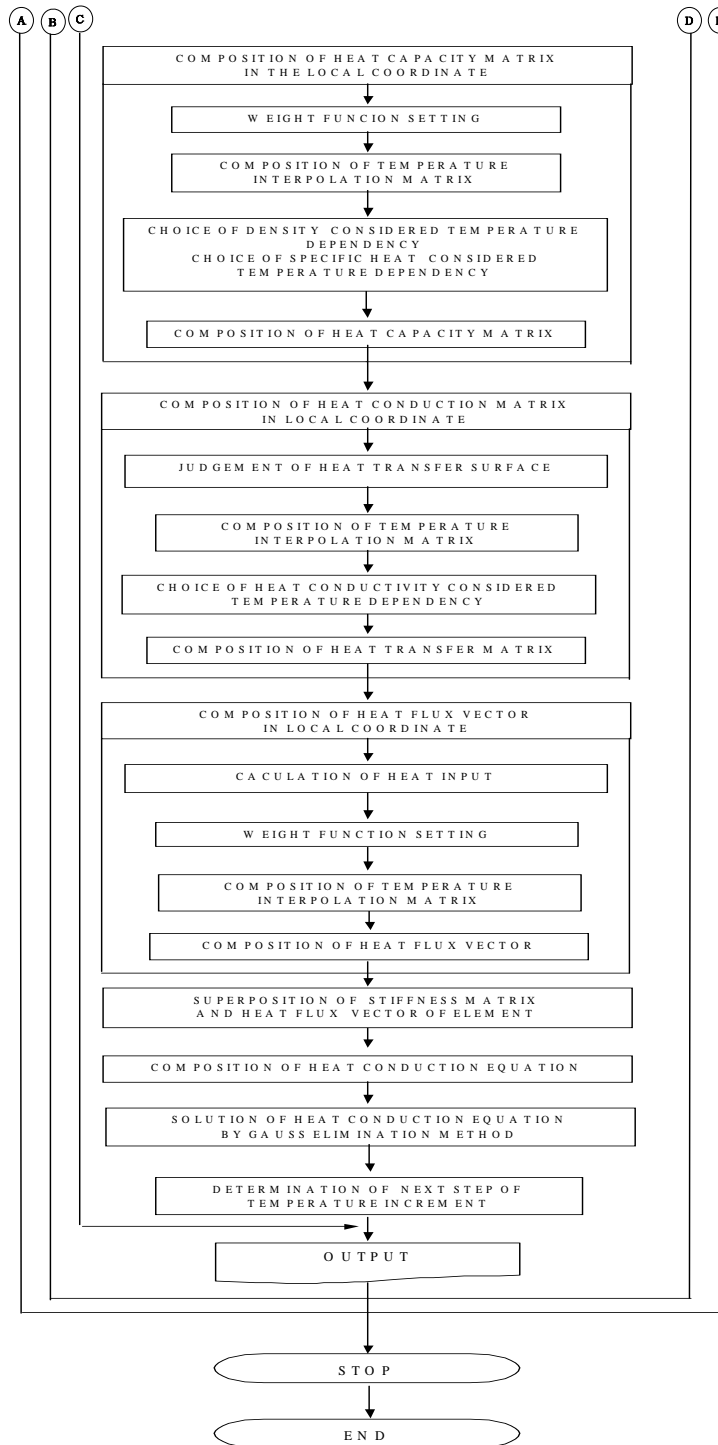 A B C D
COMPOSITION OF HEAT CAPACITY MATRIX
IN THE LOCAL COORDINATE
WEIGHT FUNCION SETTING
COMPOSITION OF TEMPERATURE
INTERPOLATION MATRIX
CHOICE OF DENSITY CONSIDERED TEMPERATURE
DEPENDENCY
CHOICE OF SPECIFIC HEAT CONSIDERED
TEMPERATURE DEPENDENCY
COMPOSITION OF HEAT CAPACITY MATRIX
COMPOSITION OF HEAT CONDUCTION MATRIX
IN LOCAL COORDINATE
JUDGEMENT OF HEAT TRANSFER SURFACE
COMPOSITION OF TEMPERATURE
INTERPOLATION MATRIX
CHOICE OF HEAT CONDUCTIVITY CONSIDERED
TEMPERATURE DEPENDENCY
COMPOSITION OF HEAT TRANSFER MATRIX
COMPOSITION OF HEAT FLUX VECTOR
IN LOCAL COORDINATE
CACULATION OF HEAT INPUT
WEIGHT FUNCTION SETTING
COMPOSITION OF TEMPERATURE
INTERPOLATION MATRIX
COMPOSITION OF HEAT FLUX VECTOR
SUPERPOSITION OF STIFFNESS MATRIX
AND HEAT FLUX VECTOR OF ELEMENT
COMPOSITION OF HEAT CONDUCTION EQUATION
SOLUTION OF HEAT CONDUCTION EQUATION
BY GAUSS ELIMINATION METHOD
DETERMINATION OF NEXT STEP OF
TEMPERATURE INCREMENT
OUTPUT
STOP
END